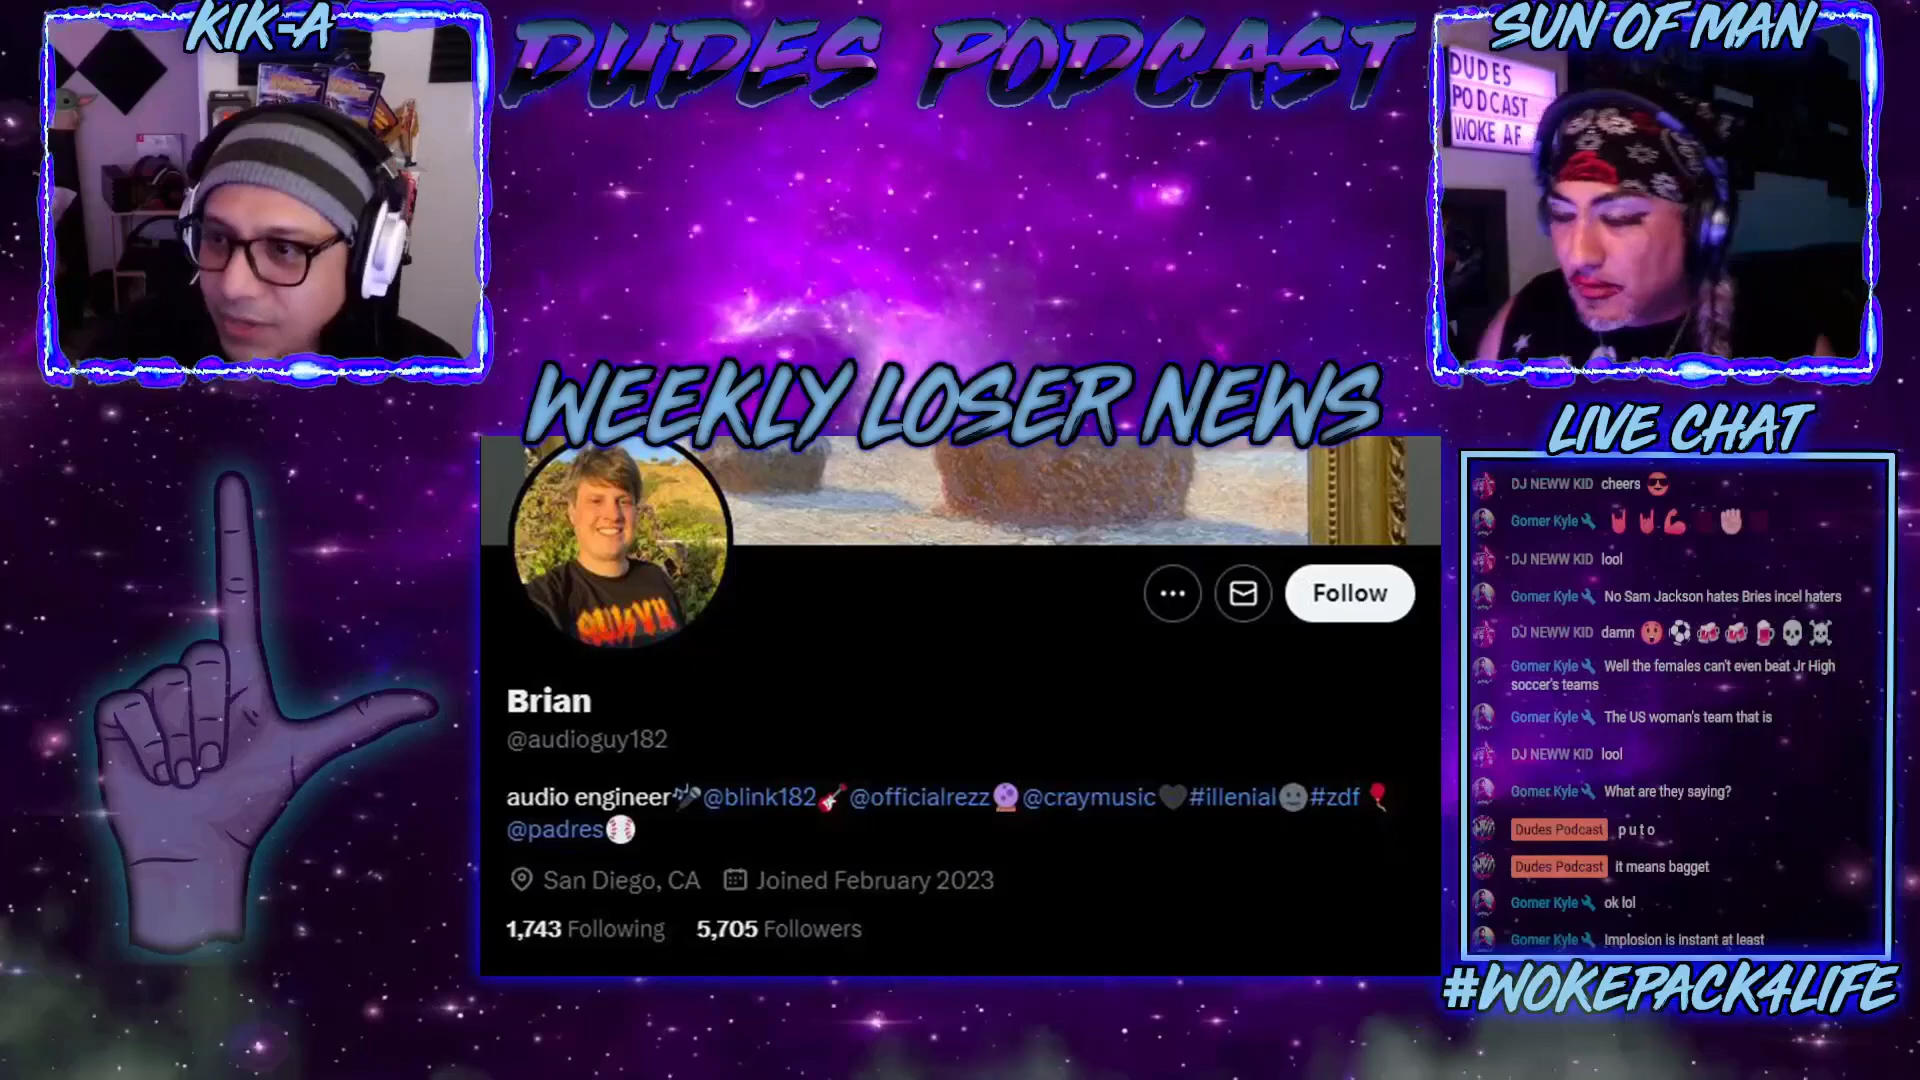 KIK-A
DUDES PODCAST
SUN OF MAN
DUDES
PODCAST
WOKE AF
WEEKLY LOSER NEWS
Follow
Brian
@audioguy182
audio engineer🎤@blink182🎸@officialrezz🔮@craymusic🖤#illenial🌚#zdf🎈
@padres⚾
San Diego, CA Joined February 2023
1,743 Following 5,705 Followers
LIVE CHAT
DJ NEWW KID cheers 😎
Gomer Kyle
DJ NEWW KID lool
Gomer Kyle No Sam Jackson hates Bries incel haters
DJ NEWW KID damn 😲⚽🍻🍻🍺💀☠
Gomer Kyle Well the females can't even beat Jr High
soccer's teams
Gomer Kyle The US woman's team that is
DJ NEWW KID lool
Gomer Kyle What are they saying?
Dudes Podcast p u t o
Dudes Podcast it means bagget
Gomer Kyle ok lol
Gomer Kyle Implosion is instant at least
#WOKEPACK4LIFE